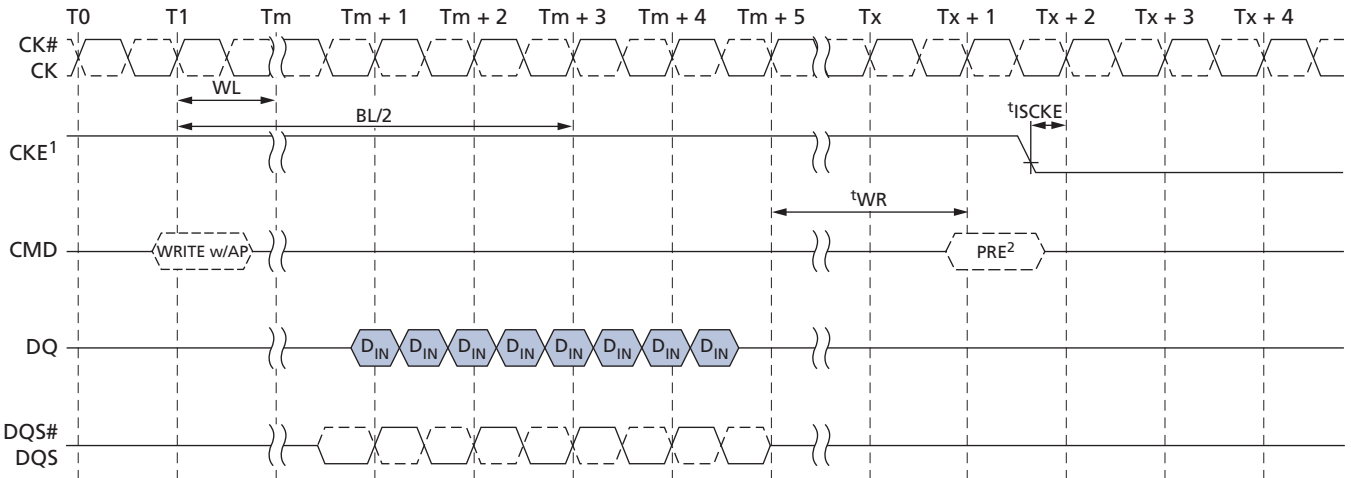 T0 T1 Tm Tm + 1 Tm + 2 Tm + 3 Tm + 4 Tm + 5 Tx Tx + 1 Tx + 2 Tx + 3 Tx + 4
CK#
CK
WL
BL/2
tISCKE
CKE1
tWR
CMD WRITE w/AP PRE2
DQ DIN DIN DIN DIN DIN DIN DIN DIN
DQS#
DQS